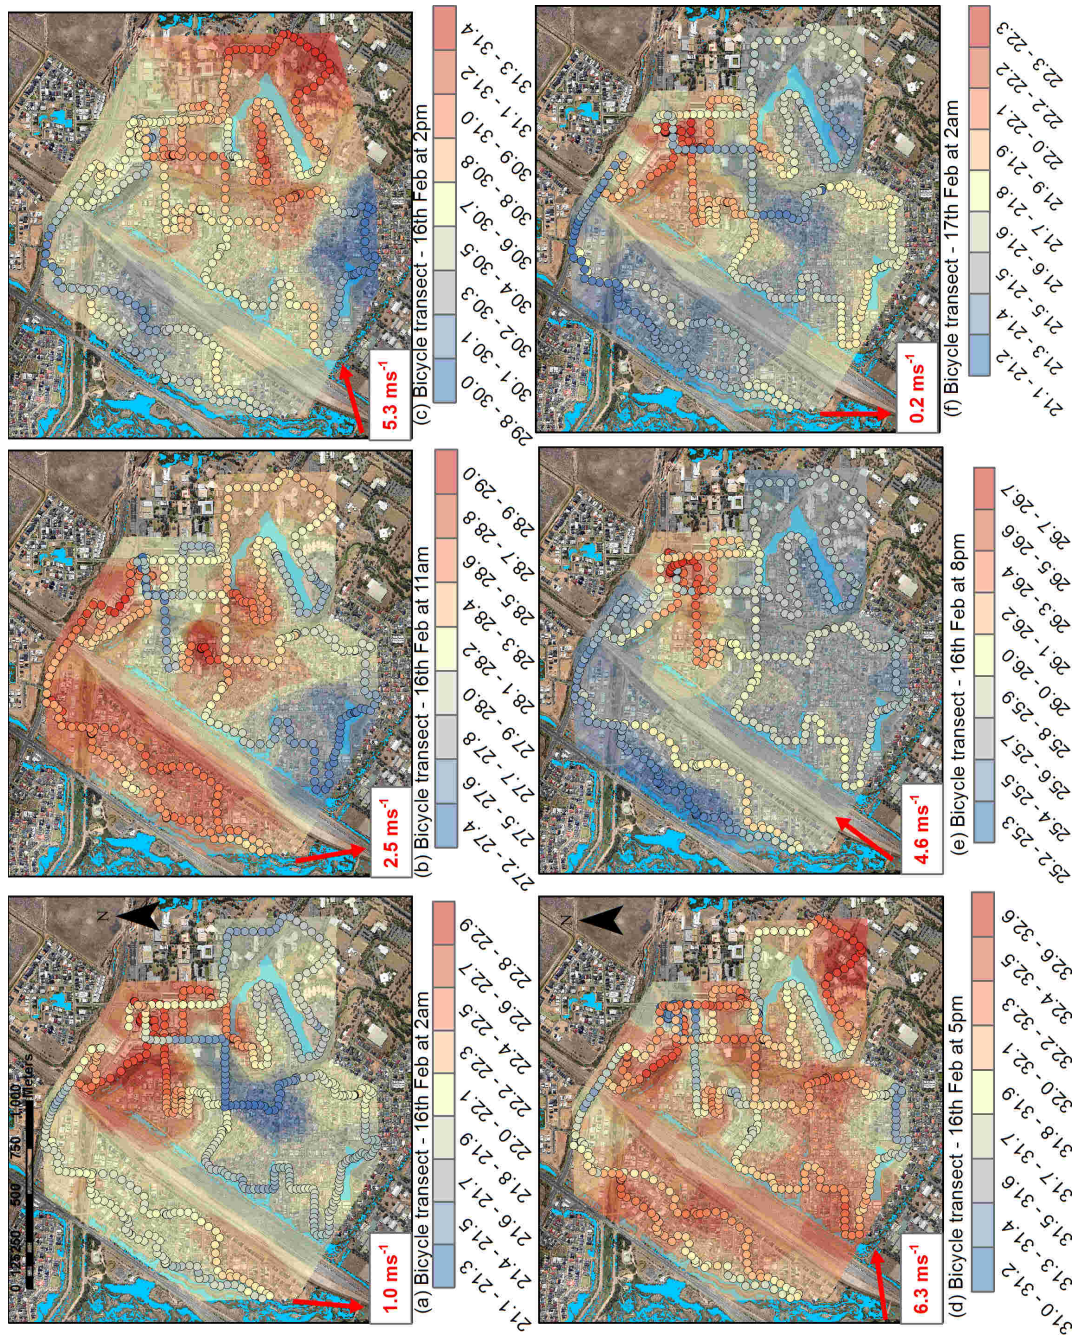 0 125 250 500 750 1,000
Meters
N
1.0 ms-1
(a) Bicycle transect - 16th Feb at 2am
21.1 - 21.3
21.4 - 21.5
21.6 - 21.7
21.8 - 21.9
22.0 - 22.1
22.2 - 22.3
22.4 - 22.5
22.6 - 22.7
22.8 - 22.9
2.5 ms-1
(b) Bicycle transect - 16th Feb at 11am
27.2 - 27.4
27.5 - 27.6
27.7 - 27.8
27.9 - 28.0
28.1 - 28.2
28.3 - 28.4
28.5 - 28.6
28.7 - 28.8
28.9 - 29.0
5.3 ms-1
(c) Bicycle transect - 16th Feb at 2pm
29.8 - 30.0
30.1 - 30.1
30.2 - 30.3
30.4 - 30.5
30.6 - 30.7
30.8 - 30.8
30.9 - 31.0
31.1 - 31.2
31.3 - 31.4
N
6.3 ms-1
(d) Bicycle transect - 16th Feb at 5pm
31.0 - 31.2
31.3 - 31.4
31.5 - 31.6
31.7 - 31.7
31.8 - 31.9
32.0 - 32.1
32.2 - 32.3
32.4 - 32.5
32.6 - 32.6
4.6 ms-1
(e) Bicycle transect - 16th Feb at 8pm
25.2 - 25.3
25.4 - 25.5
25.6 - 25.7
25.8 - 25.9
26.0 - 26.0
26.1 - 26.2
26.3 - 26.4
26.5 - 26.6
26.7 - 26.7
0.2 ms-1
(f) Bicycle transect - 17th Feb at 2am
21.1 - 21.2
21.3 - 21.4
21.5 - 21.5
21.6 - 21.6
21.7 - 21.8
21.9 - 21.9
22.0 - 22.1
22.2 - 22.2
22.3 - 22.3